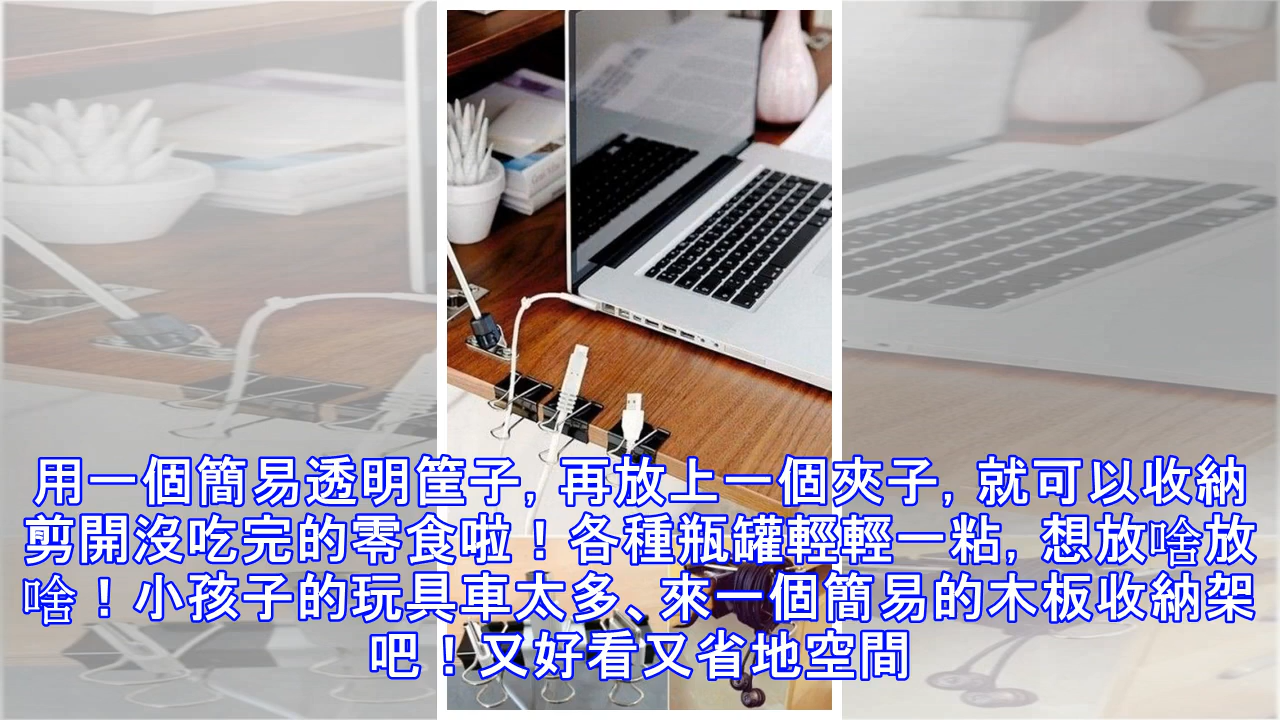 用一個簡易透明筐子, 再放上一個夾子, 就可以收納
剪開沒吃完的零食啦！各種瓶罐輕輕一粘, 想放啥放
啥！小孩子的玩具車太多、來一個簡易的木板收納架
吧！又好看又省地空間